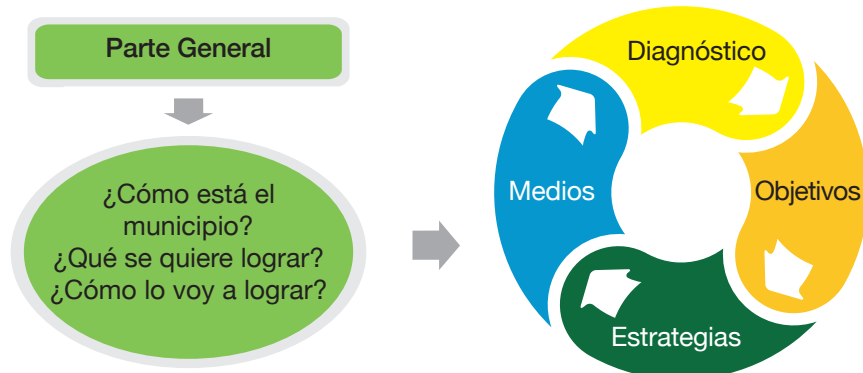 Parte General
¿Cómo está el
municipio?
¿Qué se quiere lograr?
¿Cómo lo voy a lograr?
Diagnóstico
Medios
Objetivos
Estrategias